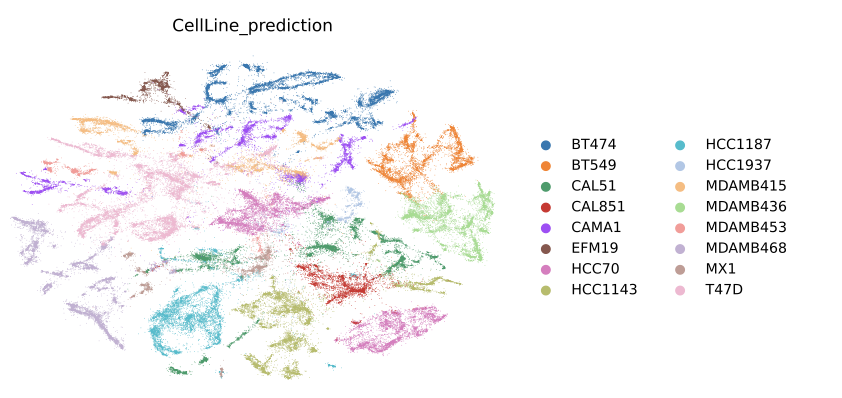 CellLine_prediction
BT474
BT549
CAL51
CAL851
CAMA1
EFM19
HCC70
HCC1143
HCC1187
HCC1937
MDAMB415
MDAMB436
MDAMB453
MDAMB468
MX1
T47D